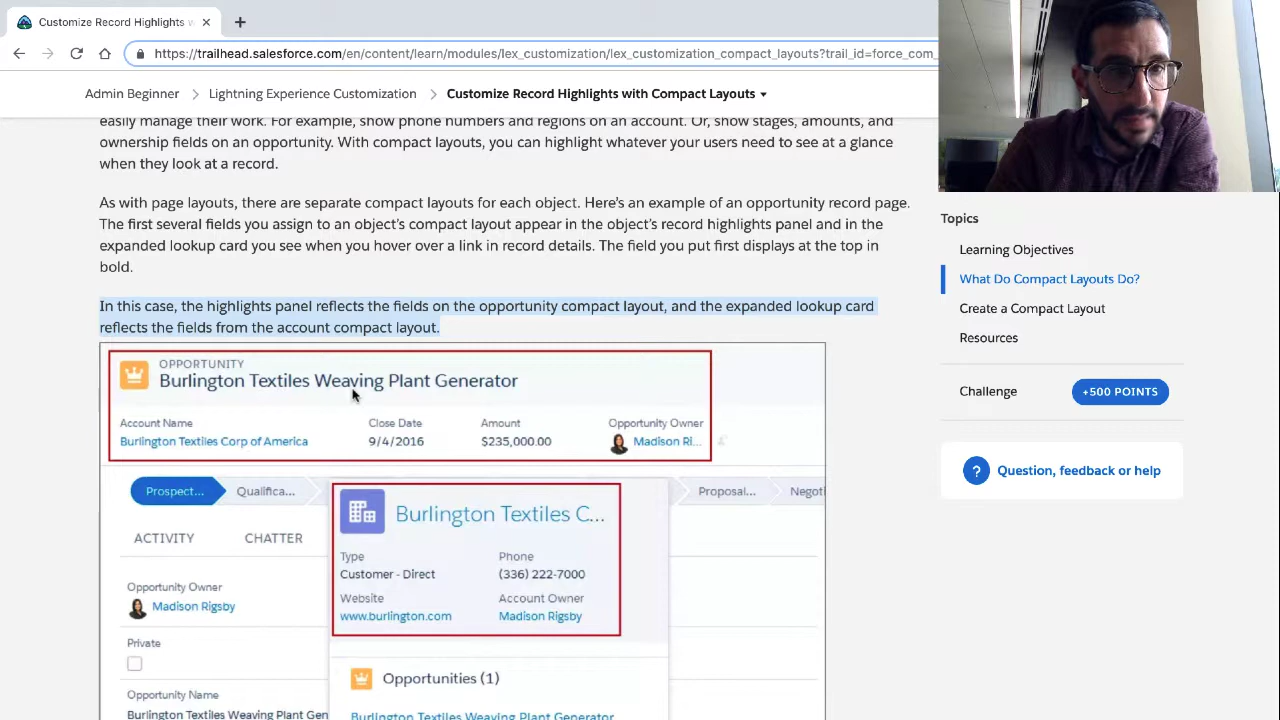 Customize Record Highlights w
https://trailhead.salesforce.com/en/content/learn/modules/lex_customization/lex_customization_compact_layouts?trail_id=force_com_
Admin Beginner > Lightning Experience Customization > Customize Record Highlights with Compact Layouts
easily manage their work. For example, show phone numbers and regions on an account. Or, show stages, amounts, and
ownership fields on an opportunity. With compact layouts, you can highlight whatever your users need to see at a glance
when they look at a record.
As with page layouts, there are separate compact layouts for each object. Here's an example of an opportunity record page.
The first several fields you assign to an object's compact layout appear in the object's record highlights panel and in the
expanded lookup card you see when you hover over a link in record details. The field you put first displays at the top in
bold.
In this case, the highlights panel reflects the fields on the opportunity compact layout, and the expanded lookup card
reflects the fields from the account compact layout.
OPPORTUNITY
Burlington Textiles Weaving Plant Generator
Account Name Close Date Amount Opportunity Owner
Burlington Textiles Corp of America 9/4/2016 $235,000.00 Madison Ri...
Prospect... Qualifica... Proposal... Negoti
ACTIVITY CHATTER
Opportunity Owner
Madison Rigsby
Private
Opportunity Name
Burlington Textiles Weaving Plant Gen
Burlington Textiles C...
Type Phone
Customer - Direct (336) 222-7000
Website Account Owner
www.burlington.com Madison Rigsby
Opportunities (1)
Burlington Textiles Weaving Plant Generator
Topics
Learning Objectives
What Do Compact Layouts Do?
Create a Compact Layout
Resources
Challenge +500 POINTS
? Question, feedback or help